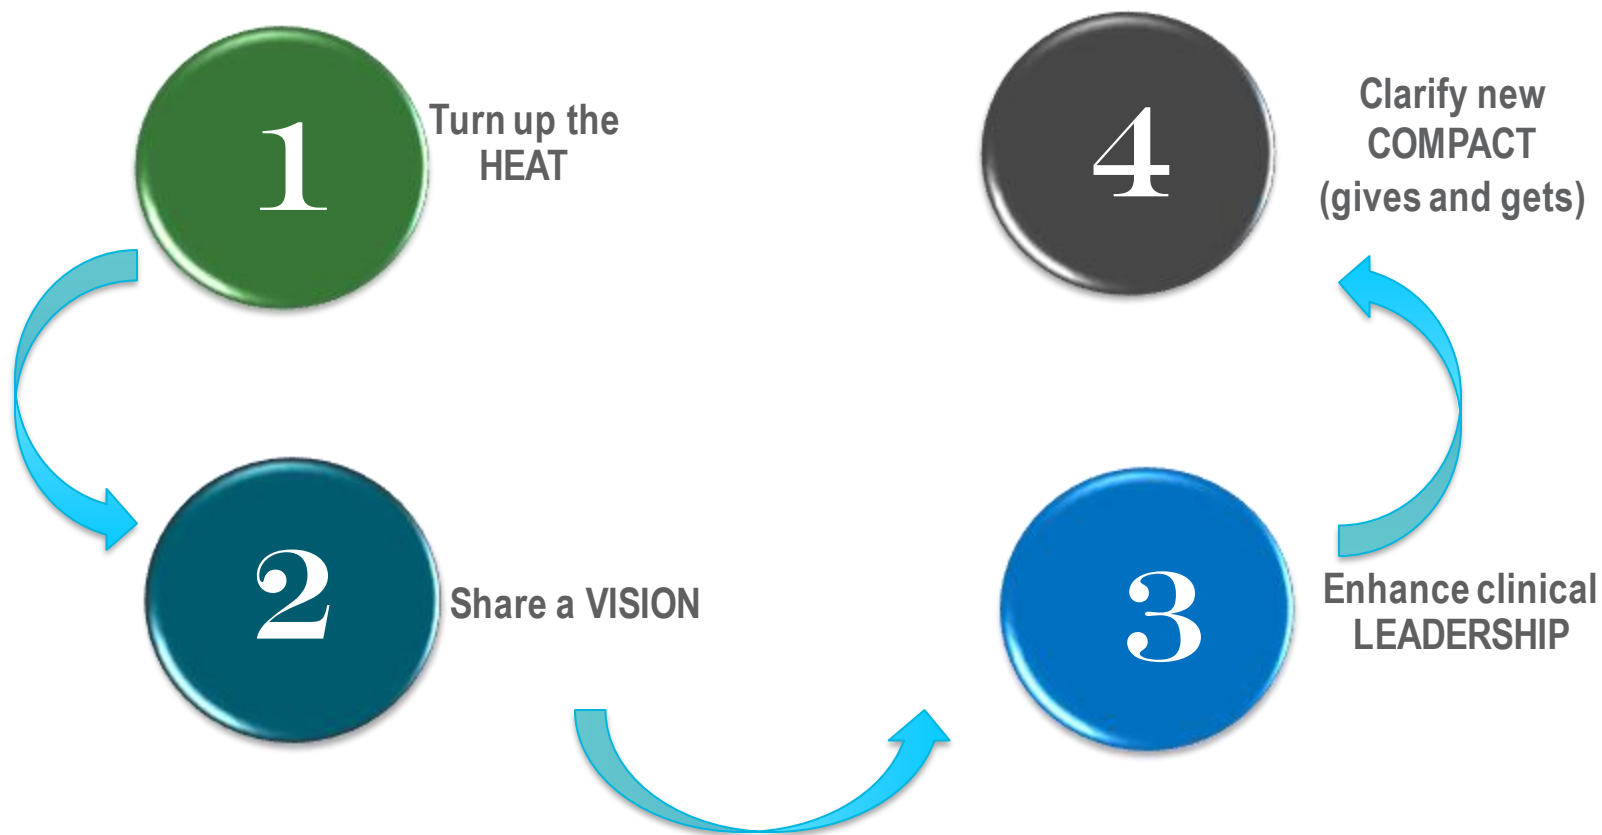 1
Turn up the
HEAT
2
Share a VISION
3
Enhance clinical
LEADERSHIP
4
Clarify new
COMPACT
(gives and gets)